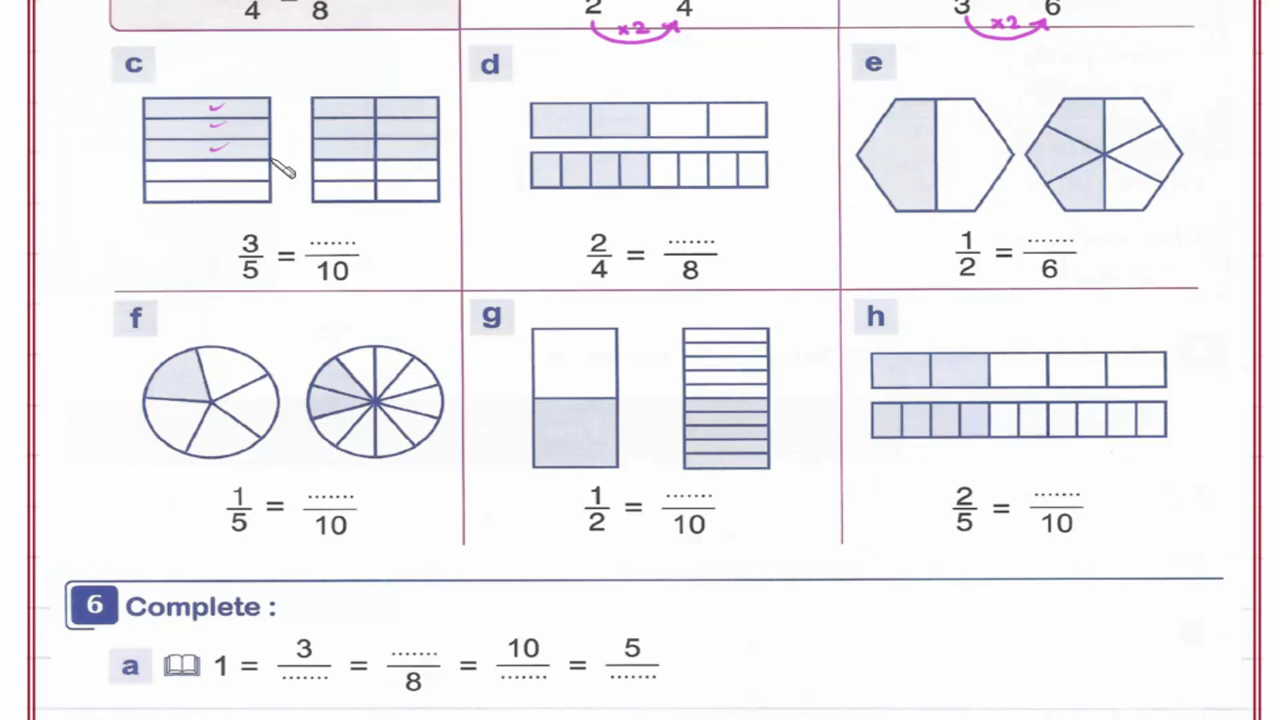 4 = 8
2 4
×2
3 6
×2
c
d
e
3/5 = ....... /10
2/4 = ....... /8
1/2 = ....... /6
f
g
h
1/5 = ....... /10
1/2 = ....... /10
2/5 = ....... /10
6 Complete :
a 1 = 3/....... = ....... /8 = 10/....... = 5/.......